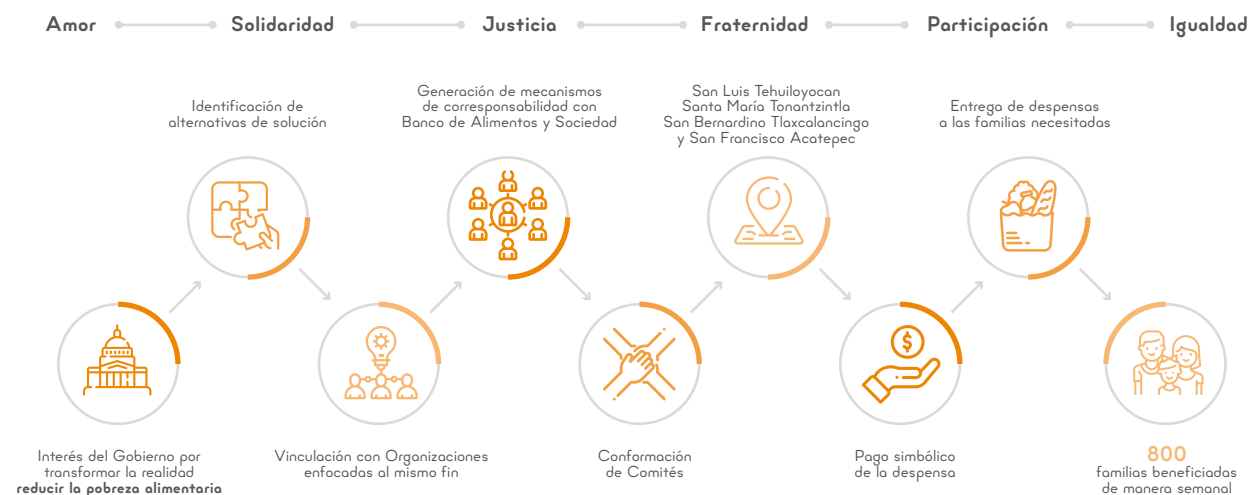 Amor Solidaridad Justicia Fraternidad Participación Igualdad
Identificación de
alternativas de solución
Generación de mecanismos
de corresponsabilidad con
Banco de Alimentos y Sociedad
San Luis Tehuiloyocan
Santa María Tonantzintla
San Bernardino Tlaxcalancingo
y San Francisco Acatepec
Entrega de despensas
a las familias necesitadas
$
Interés del Gobierno por
transformar la realidad
reducir la pobreza alimentaria
Vinculación con Organizaciones
enfocadas al mismo fin
Conformación
de Comités
Pago simbólico
de la despensa
800
familias beneficiadas
de manera semanal